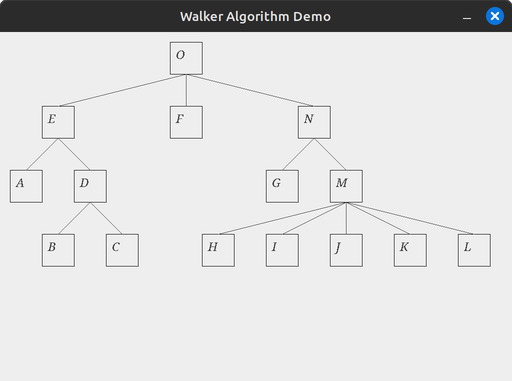 Walker Algorithm Demo
O
E F N
A D G M
B C H I J K L